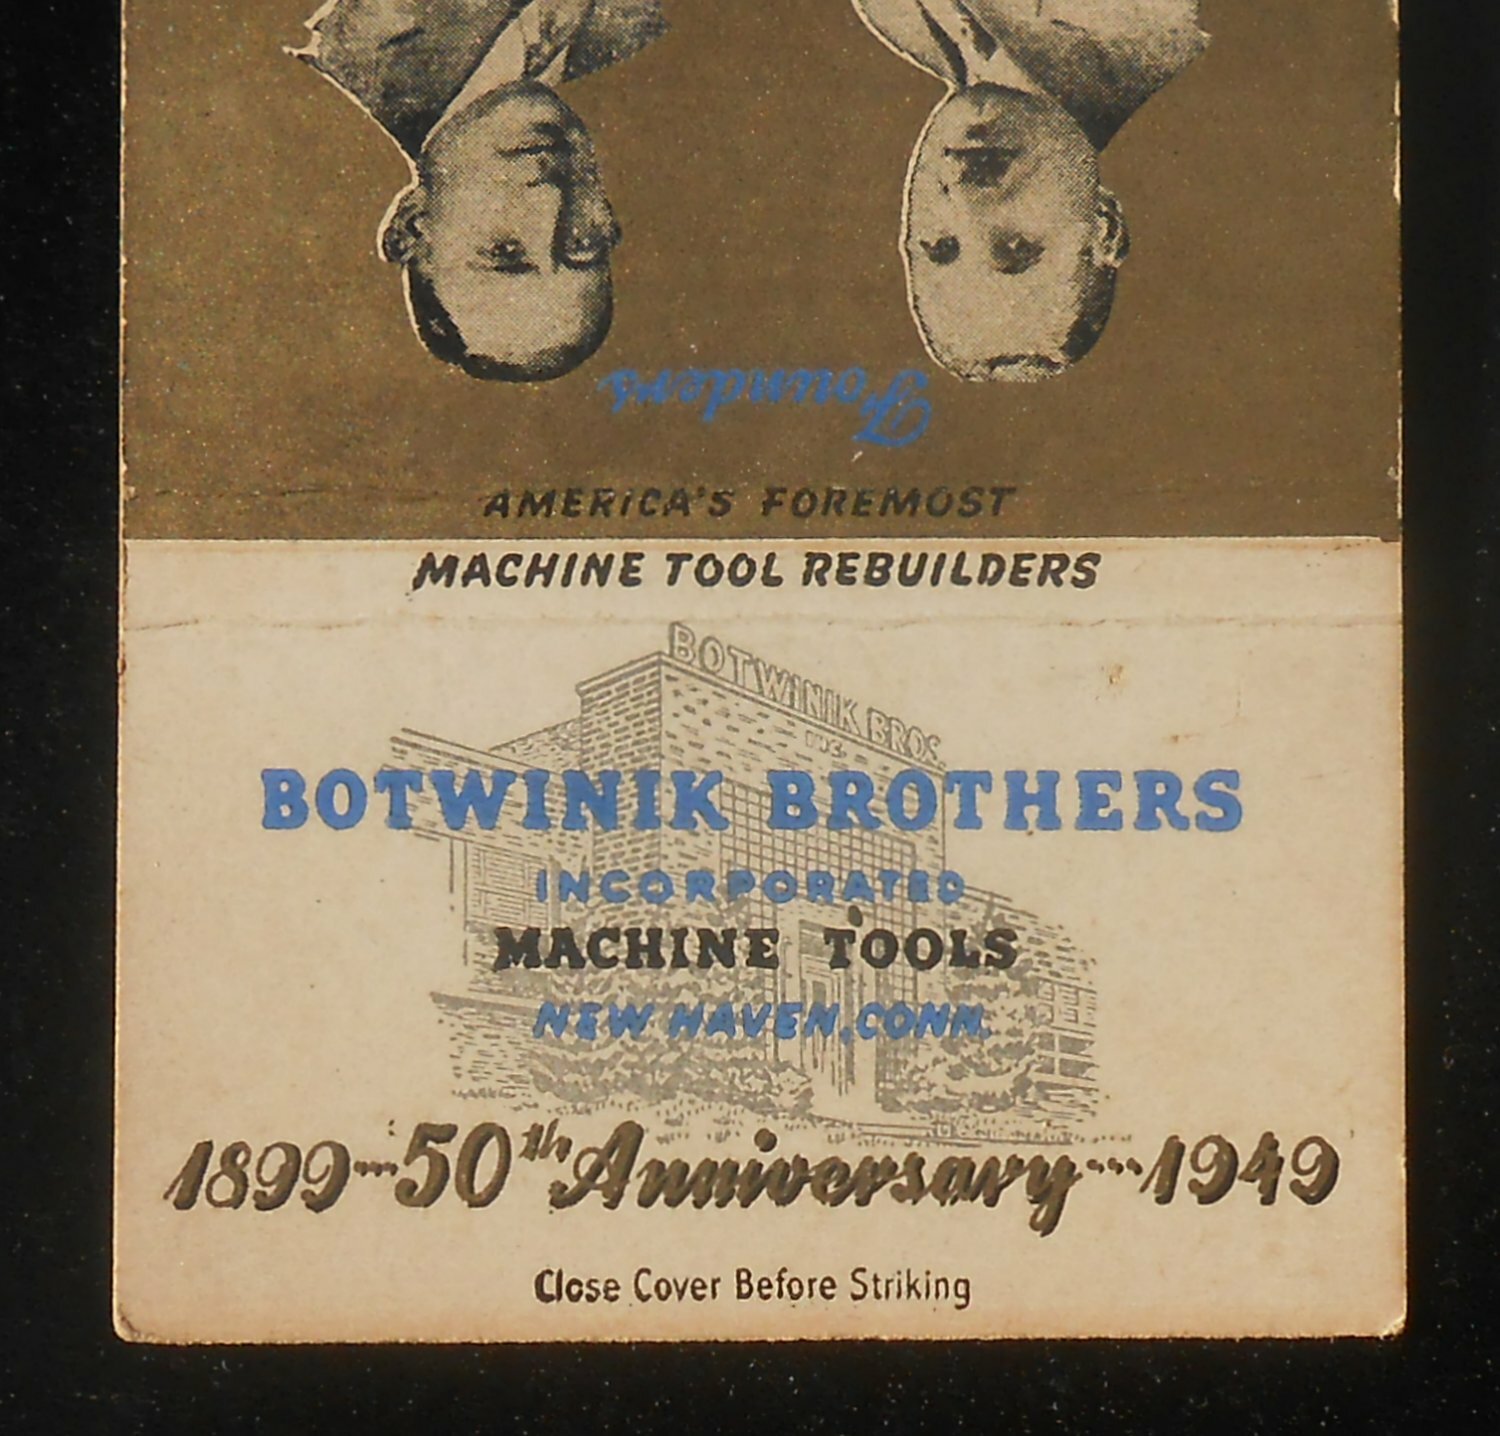 Founders
AMERICA'S FOREMOST
MACHINE TOOL REBUILDERS
BOTWINIK BROS.
INC.
BOTWINIK BROTHERS
INCORPORATED
MACHINE TOOLS
NEW HAVEN, CONN.
1899---50th Anniversary---1949
Close Cover Before Striking